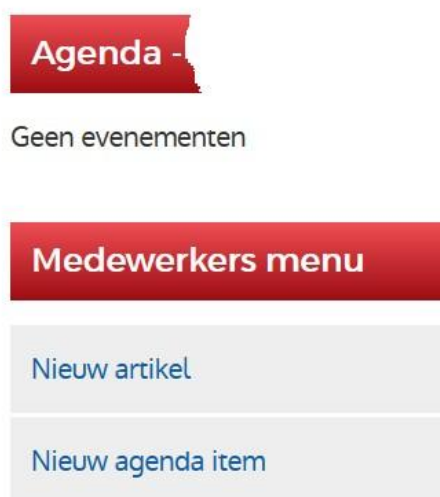 Agenda -
Geen evenementen
Medewerkers menu
Nieuw artikel
Nieuw agenda item